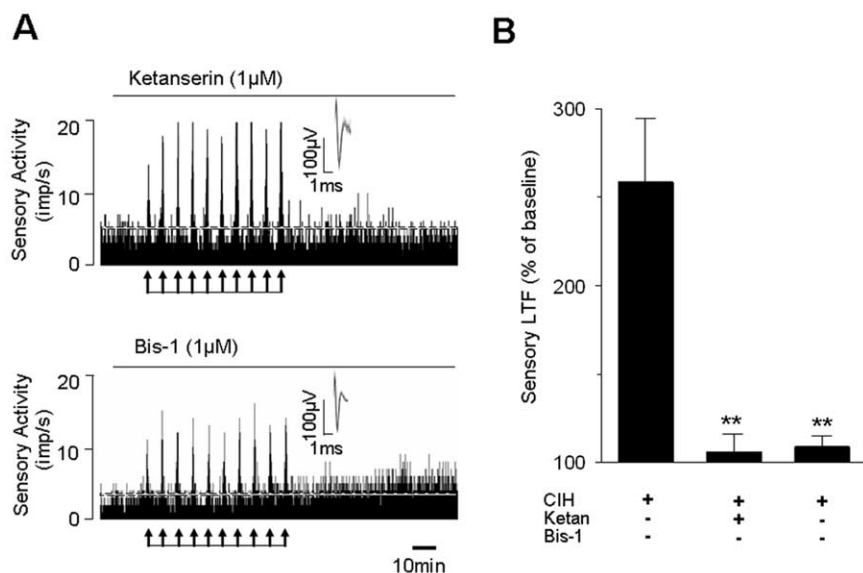 A
Ketanserin (1µM)
Sensory Activity
(imp/s)
20
10
0
100µV
1ms
Bis-1 (1µM)
Sensory Activity
(imp/s)
20
10
0
100µV
1ms
10min
B
Sensory LTF (% of baseline)
300
200
100
**
**
CIH + + +
Ketan - + -
Bis-1 - - -